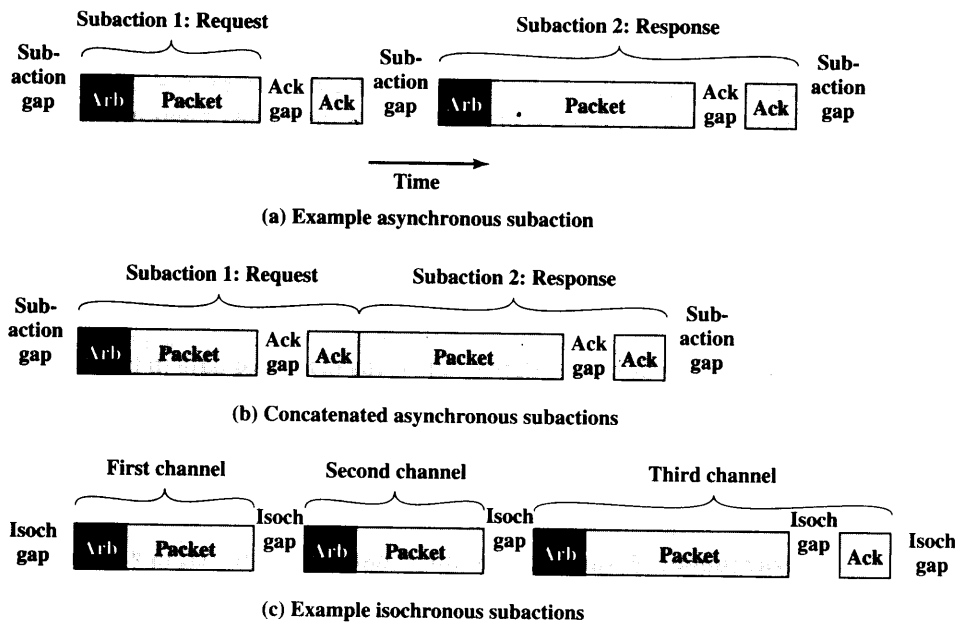 Subaction 1: Request
Subaction 2: Response
Sub-
action
gap
Arb
Packet
Ack
gap
Ack
Sub-
action
gap
Arb
Packet
Ack
gap
Ack
Sub-
action
gap
Time
(a) Example asynchronous subaction
Subaction 1: Request
Subaction 2: Response
Sub-
action
gap
Arb
Packet
Ack
gap
Ack
Packet
Ack
gap
Ack
Sub-
action
gap
(b) Concatenated asynchronous subactions
First channel
Second channel
Third channel
Isoch
gap
Arb
Packet
Isoch
gap
Arb
Packet
Isoch
gap
Arb
Packet
Isoch
gap
Ack
Isoch
gap
(c) Example isochronous subactions